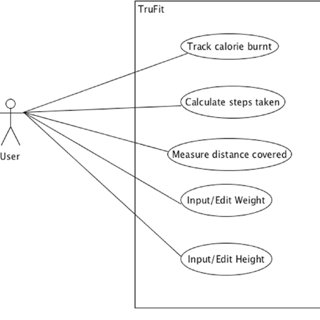 TruFit
Track calorie burnt
Calculate steps taken
Measure distance covered
User
Input/Edit Weight
Input/Edit Height